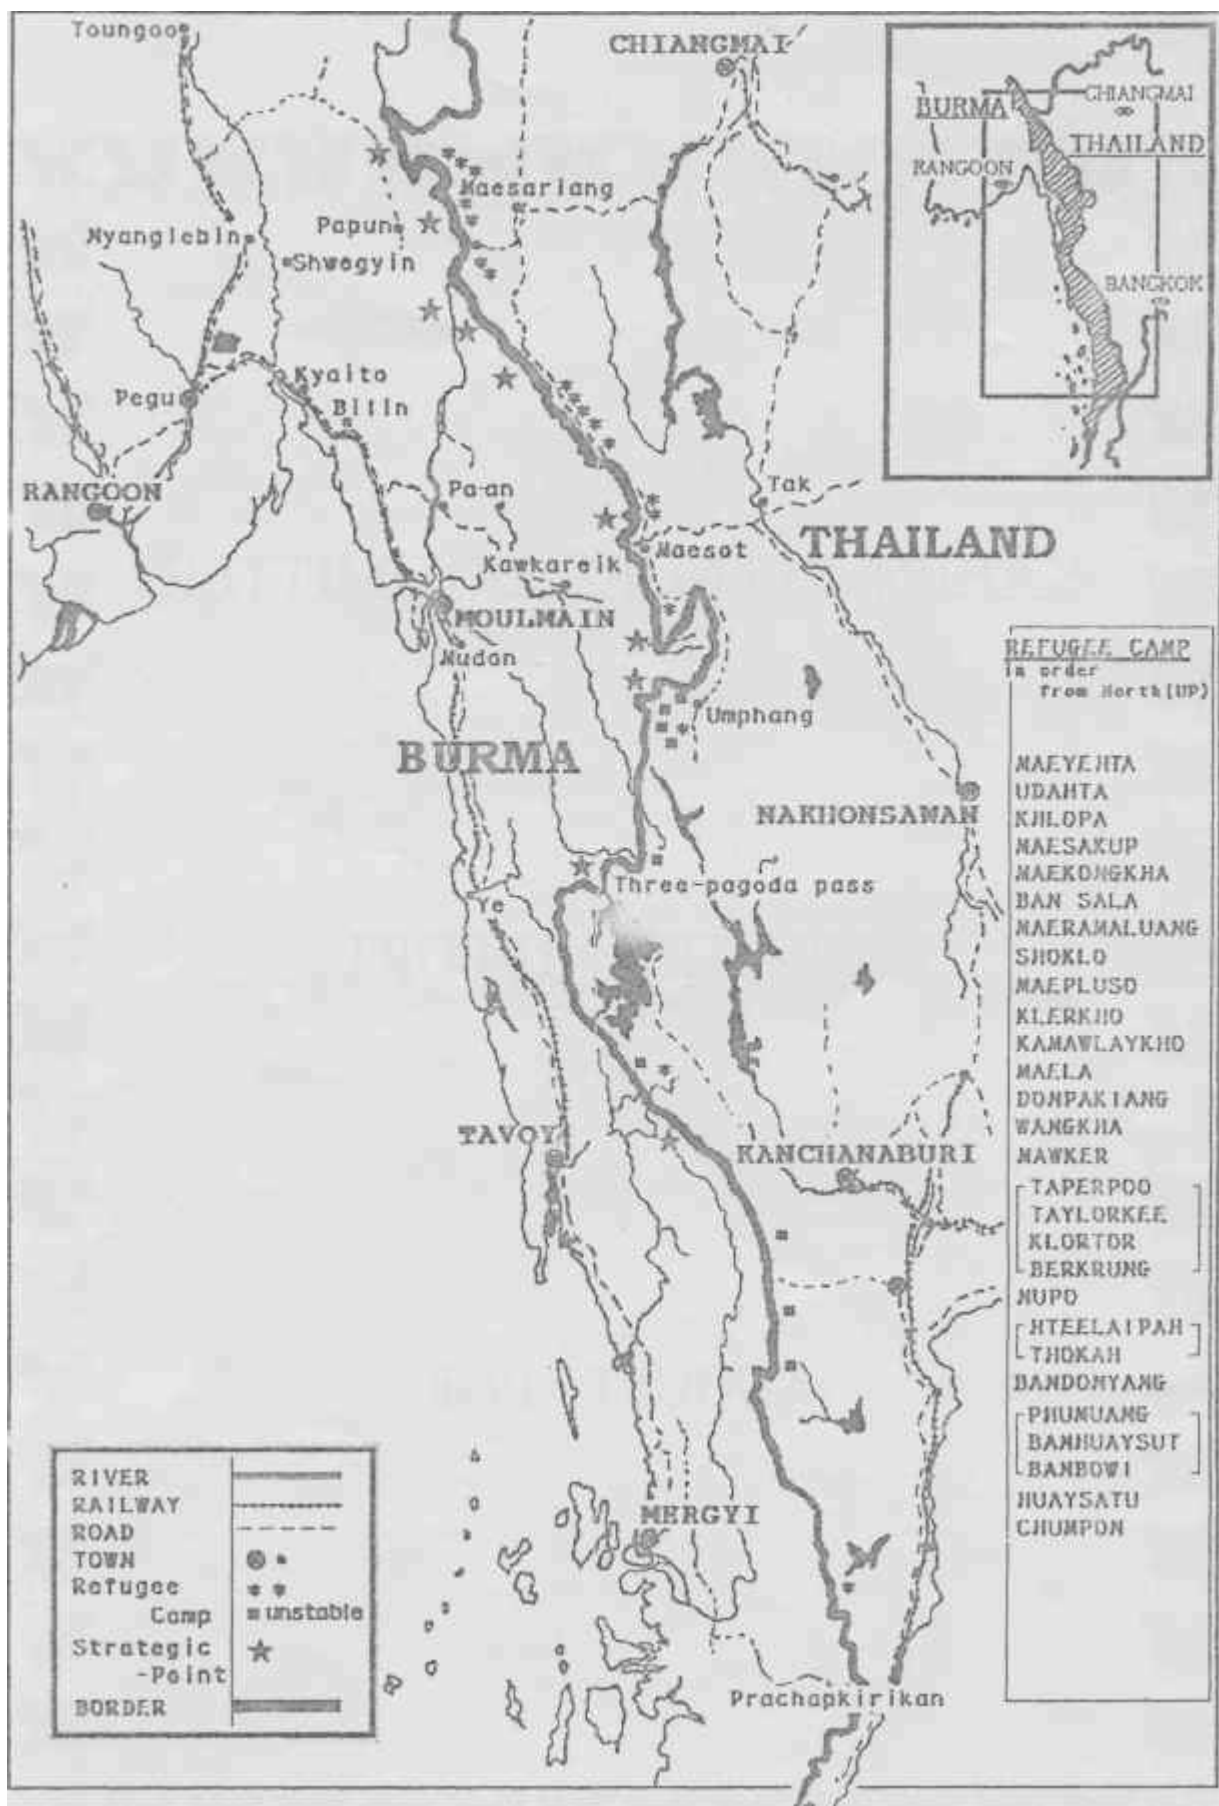 Toungoo
CHIANGMAI
Maesariang
Papun
Nyanglebin
Shwegyin
Kyaito
Bilin
Pegu
RANGOON
Pa-an
Tak
THAILAND
Maesot
Kawkareik
MOULMAIN
Mudon
Umphang
BURMA
NAKHONSAWAN
Three-pagoda pass
Ye
TAVOY
KANCHANABURI
MERGYI
Prachapkirikan
BURMA
CHIANGMAI
THAILAND
RANGOON
BANGKOK
REFUGEE CAMP
in order
from North(UP)
MAEYEHTA
UDAHTA
MAESAKUP
MAEKONGKHA
BAN SALA
MAERAMALUANG
SHOKLO
MAEPLUSO
KLERKHO
KAMAWLAYKHO
MAELA
DONPAKIANG
WANGKHA
MAWKER
TAPERPOO
TAYLORKEE
KLORTOR
BERKRUNG
NUPO
HTEELAIPAH
THOKAH
BANDONYANG
PHUNUANG
BANHUAYSUT
BANBOWI
HUAYSATU
CHUMPON
RIVER
RAILWAY
ROAD
TOWN
Refugee
Camp
unstable
Strategic
-Point
BORDER